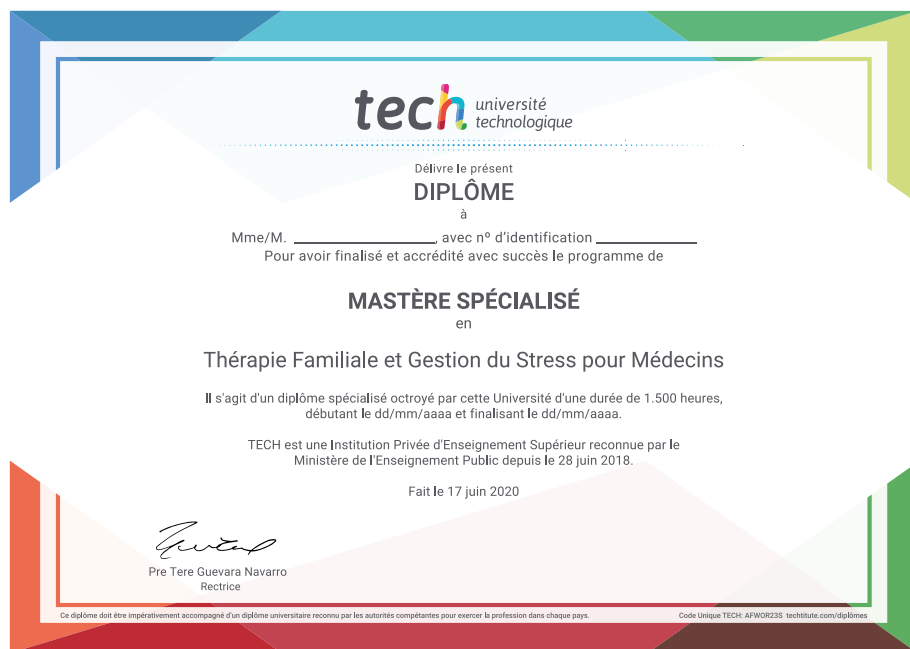 tech université
technologique
Délivre le présent
DIPLÔME
à
Mme/M. ____________________, avec nº d'identification ______________
Pour avoir finalisé et accrédité avec succès le programme de
MASTÈRE SPÉCIALISÉ
en
Thérapie Familiale et Gestion du Stress pour Médecins
Il s'agit d'un diplôme spécialisé octroyé par cette Université d'une durée de 1.500 heures,
débutant le dd/mm/aaaa et finalisant le dd/mm/aaaa.
TECH est une Institution Privée d'Enseignement Supérieur reconnue par le
Ministère de l'Enseignement Public depuis le 28 juin 2018.
Fait le 17 juin 2020
Pre Tere Guevara Navarro
Rectrice
Ce diplôme doit être impérativement accompagné d'un diplôme universitaire reconnu par les autorités compétantes pour exercer la profession dans chaque pays.
Code Unique TECH: AFWOR23S techtitute.com/diplômes